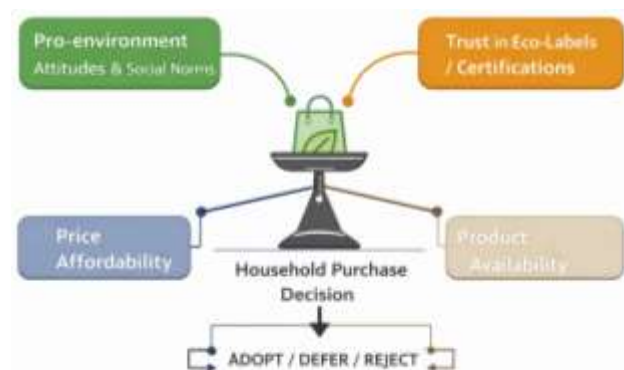 Pro-environment
Attitudes & Social Norms
Trust in Eco-Labels
/ Certifications
Price
Affordability
Product
Availability
Household Purchase
Decision
ADOPT / DEFER / REJECT